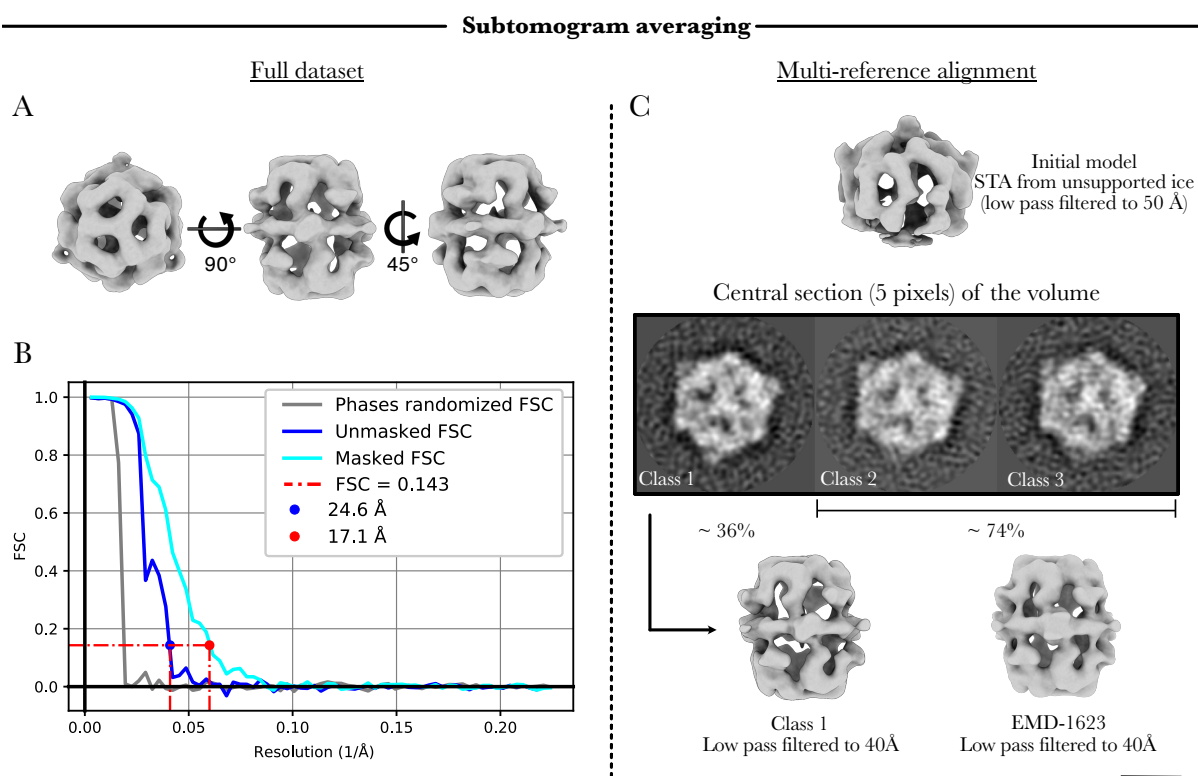 Subtomogram averaging
Full dataset
A
90°
45°
B
1.0
0.8
0.6
0.4
0.2
0.0
FSC
Phases randomized FSC
Unmasked FSC
Masked FSC
FSC = 0.143
24.6 Å
17.1 Å
0.00 0.05 0.10 0.15 0.20
Resolution (1/Å)
Multi-reference alignment
C
Initial model
STA from unsupported ice
(low pass filtered to 50 Å)
Central section (5 pixels) of the volume
Class 1 Class 2 Class 3
~ 36% ~ 74%
Class 1
Low pass filtered to 40Å
EMD-1623
Low pass filtered to 40Å